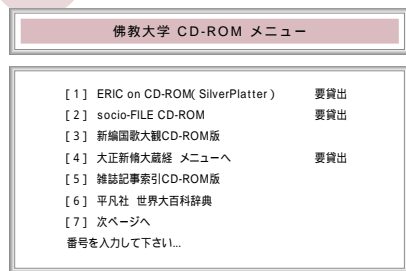 佛教大学 CD-ROM メニュー
[1] ERIC on CD-ROM(SilverPlatter) 要貸出
[2] socio-FILE CD-ROM 要貸出
[3] 新編国歌大観CD-ROM版
[4] 大正新脩大蔵経 メニューへ 要貸出
[5] 雑誌記事索引CD-ROM版
[6] 平凡社 世界大百科辞典
[7] 次ページへ
番号を入力して下さい...